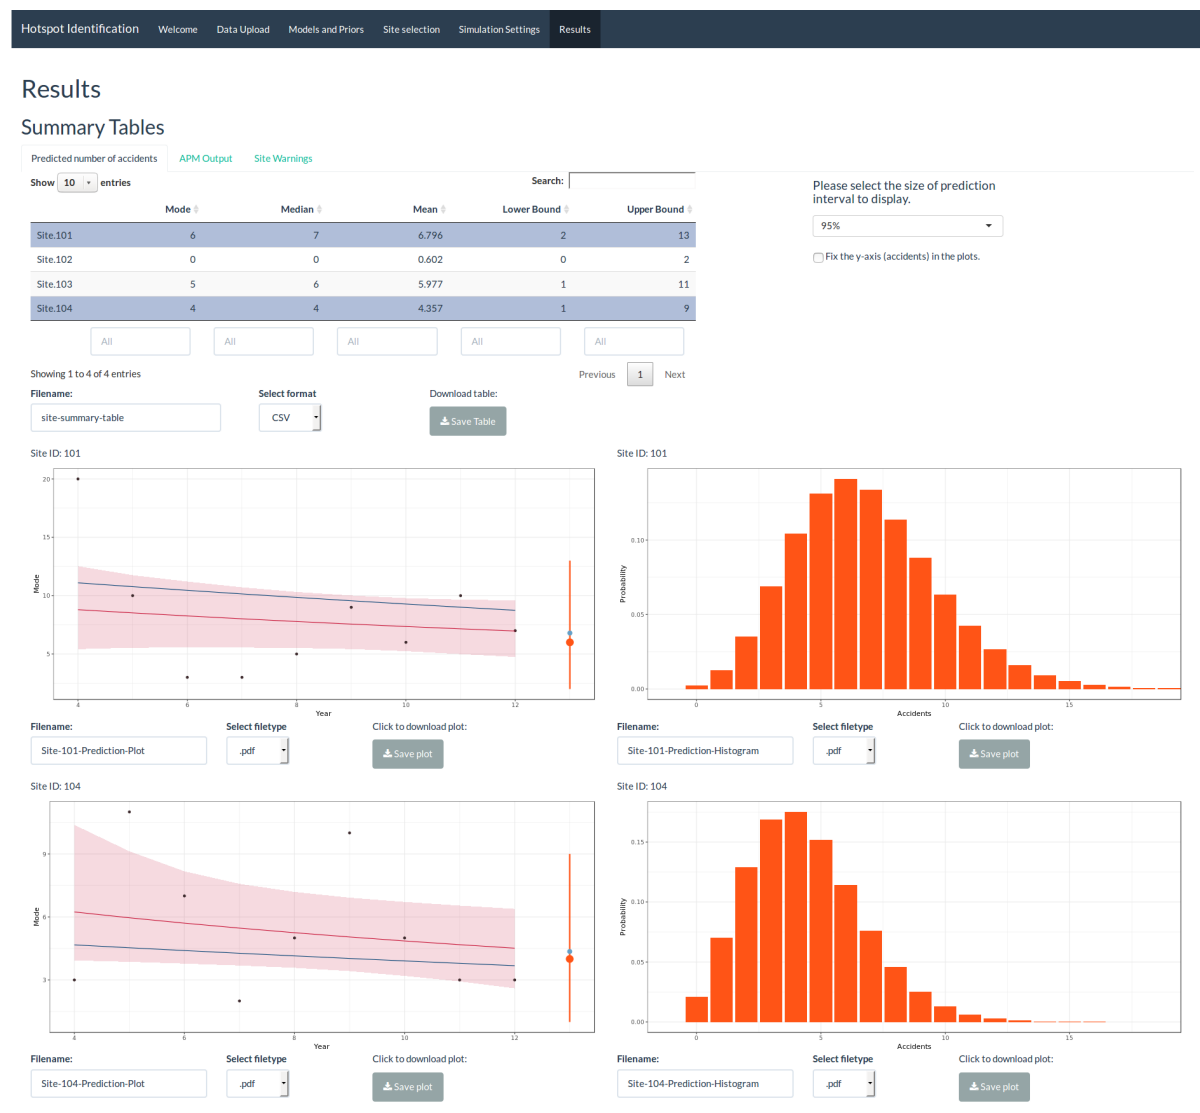 Hotspot Identification Welcome Data Upload Models and Priors Site selection Simulation Settings Results
Results
Summary Tables
Predicted number of accidents APM Output Site Warnings
Show 10 entries Search:
Mode Median Mean Lower Bound Upper Bound
Site.101 6 7 6.796 2 13
Site.102 0 0 0.602 0 2
Site.103 5 6 5.977 1 11
Site.104 4 4 4.357 1 9
All All All All All
Showing 1 to 4 of 4 entries Previous 1 Next
Filename: Select format Download table:
site-summary-table CSV Save Table
Please select the size of prediction
interval to display.
95%
Fix the y-axis (accidents) in the plots.
Site ID: 101
20
15
10
5
Mode
4 6 8 10 12
Year
Filename: Select filetype Click to download plot:
Site-101-Prediction-Plot .pdf Save plot
Site ID: 101
0.10
0.05
0.00
Probability
0 5 10 15
Accidents
Filename: Select filetype Click to download plot:
Site-101-Prediction-Histogram .pdf Save plot
Site ID: 104
9
6
3
Mode
4 6 8 10 12
Year
Filename: Select filetype Click to download plot:
Site-104-Prediction-Plot .pdf Save plot
Site ID: 104
0.15
0.10
0.05
0.00
Probability
0 5 10 15
Accidents
Filename: Select filetype Click to download plot:
Site-104-Prediction-Histogram .pdf Save plot